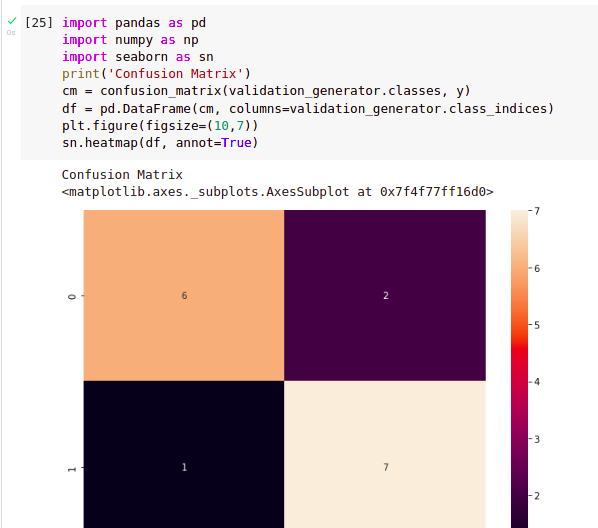 [25] import pandas as pd
import numpy as np
import seaborn as sn
print('Confusion Matrix')
cm = confusion_matrix(validation_generator.classes, y)
df = pd.DataFrame(cm, columns=validation_generator.class_indices)
plt.figure(figsize=(10,7))
sn.heatmap(df, annot=True)
0s
Confusion Matrix
<matplotlib.axes._subplots.AxesSubplot at 0x7f4f77ff16d0>
7
6
5
4
3
2
0
6 2
1
1 7